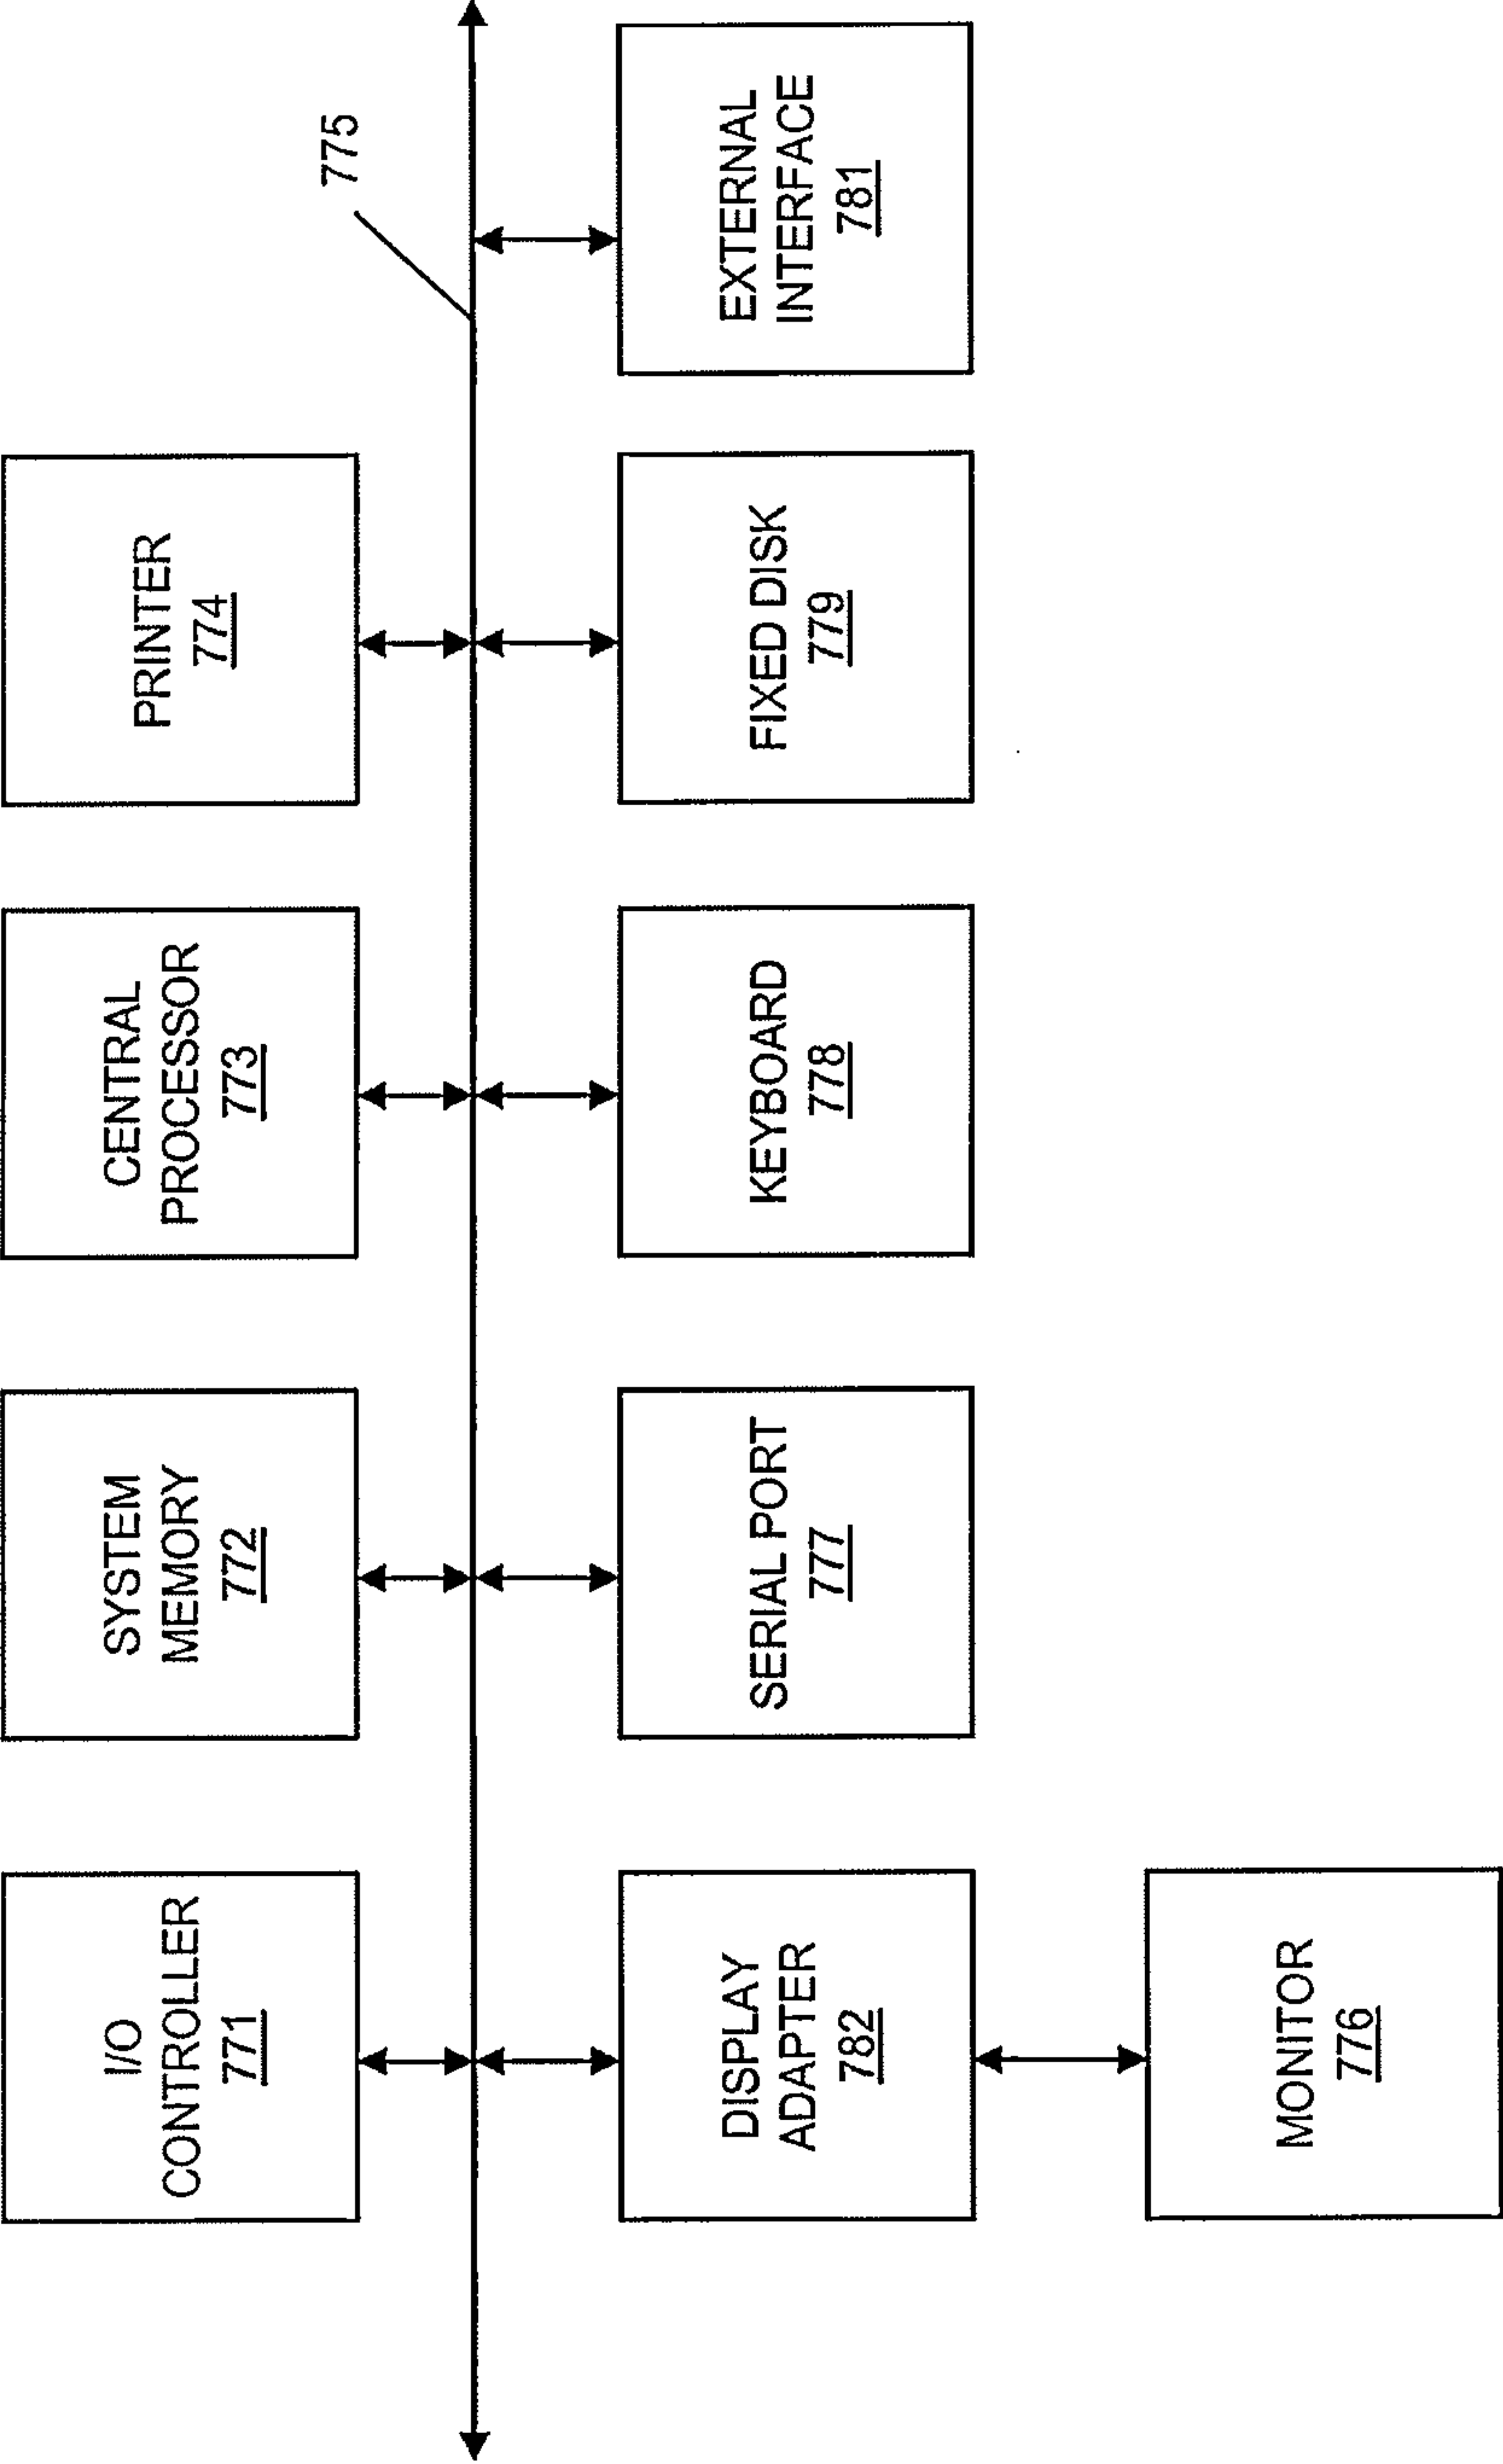 775
I/O
CONTROLLER
771
SYSTEM
MEMORY
772
CENTRAL
PROCESSOR
773
PRINTER
774
DISPLAY
ADAPTER
782
SERIAL PORT
777
KEYBOARD
778
FIXED DISK
779
EXTERNAL
INTERFACE
781
MONITOR
776